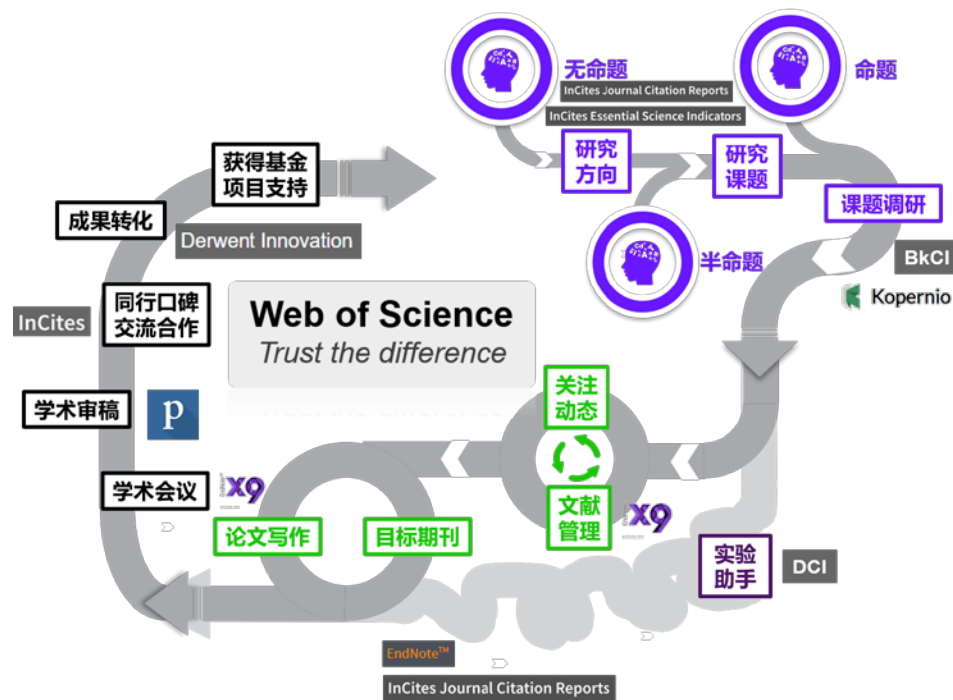 无命题
命题
InCites Journal Citation Reports
InCites Essential Science Indicators
研究
方向
研究
课题
获得基金
项目支持
成果转化
课题调研
Derwent Innovation
半命题
BkCI
Kopernio
InCites
同行口碑
交流合作
Web of Science
Trust the difference
关注
动态
学术审稿
p
学术会议
X9
文献
管理
X9
论文写作
目标期刊
实验
助手
DCI
EndNote™
InCites Journal Citation Reports